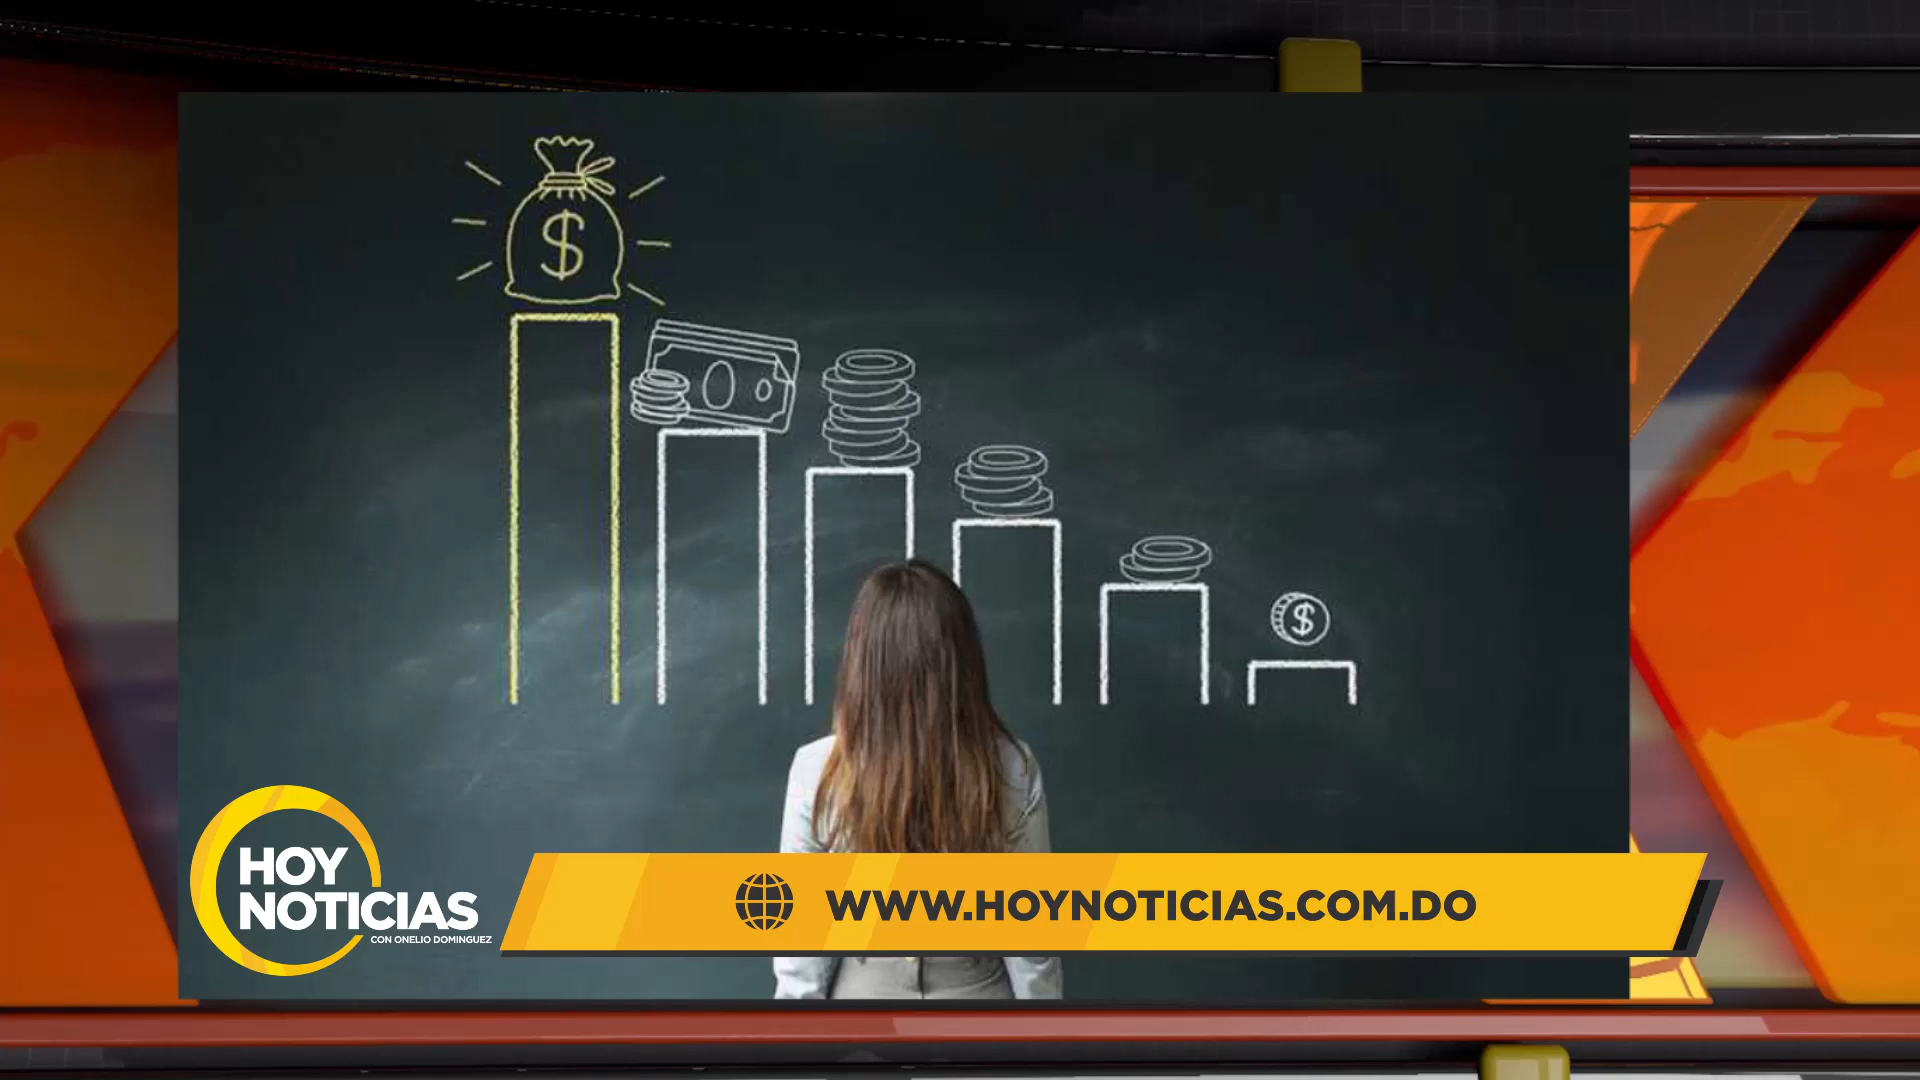 $
$
HOY
NOTICIAS
CON ONELIO DOMINGUEZ
WWW.HOYNOTICIAS.COM.DO